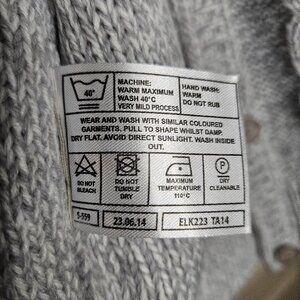 40°
MACHINE:
WARM MAXIMUM
WASH 40°C
VERY MILD PROCESS
HAND WASH:
WARM
DO NOT RUB
WEAR AND WASH WITH SIMILAR COLOURED
GARMENTS. PULL TO SHAPE WHILST DAMP.
DRY FLAT. AVOID DIRECT SUNLIGHT. WASH INSIDE
OUT.
DO NOT
BLEACH
DO NOT
TUMBLE
DRY
MAXIMUM
TEMPERATURE
110°C
P
DRY
CLEANABLE
23.06.14
ELK223 TA14